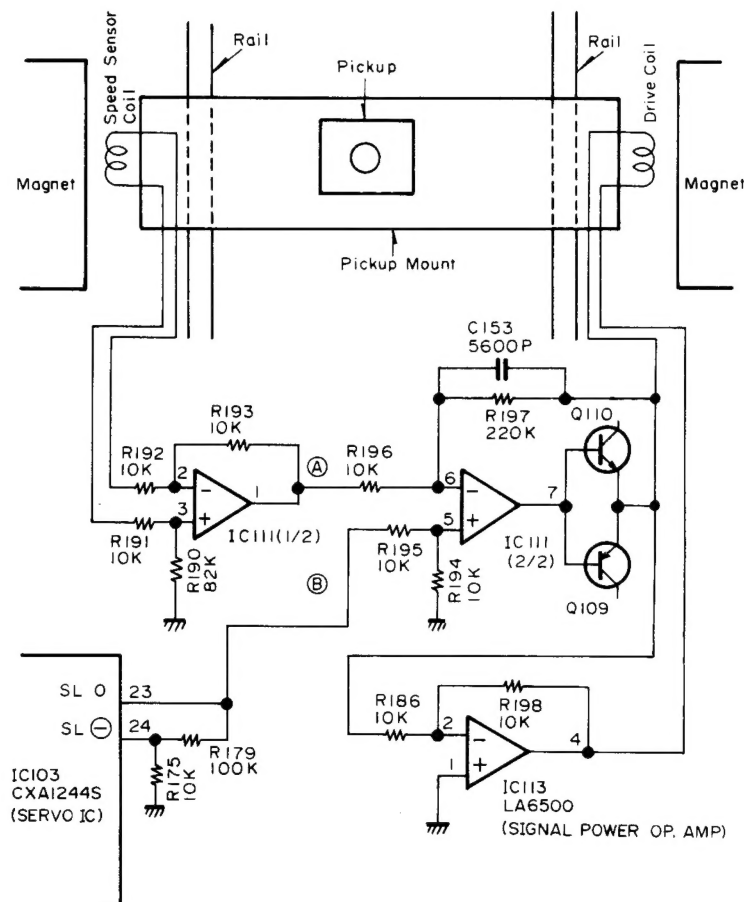 Rail
Rail
Pickup
Speed Sensor
Coil
Drive Coil
Magnet
Magnet
Pickup Mount
C153
5600P
R193
10K
R197
220K
Q110
R192
10K
2
−
1
A
R196
10K
6
−
7
3
+
R191
10K
R190
82K
IC111(1/2)
B
R195
10K
5
+
R194
10K
IC111
(2/2)
Q109
SL O
23
SL ⊖
24
R179
100K
R175
10K
IC103
CXA1244S
(SERVO IC)
R186
10K
R198
10K
2
−
4
1
+
IC113
LA6500
(SIGNAL POWER OP. AMP)